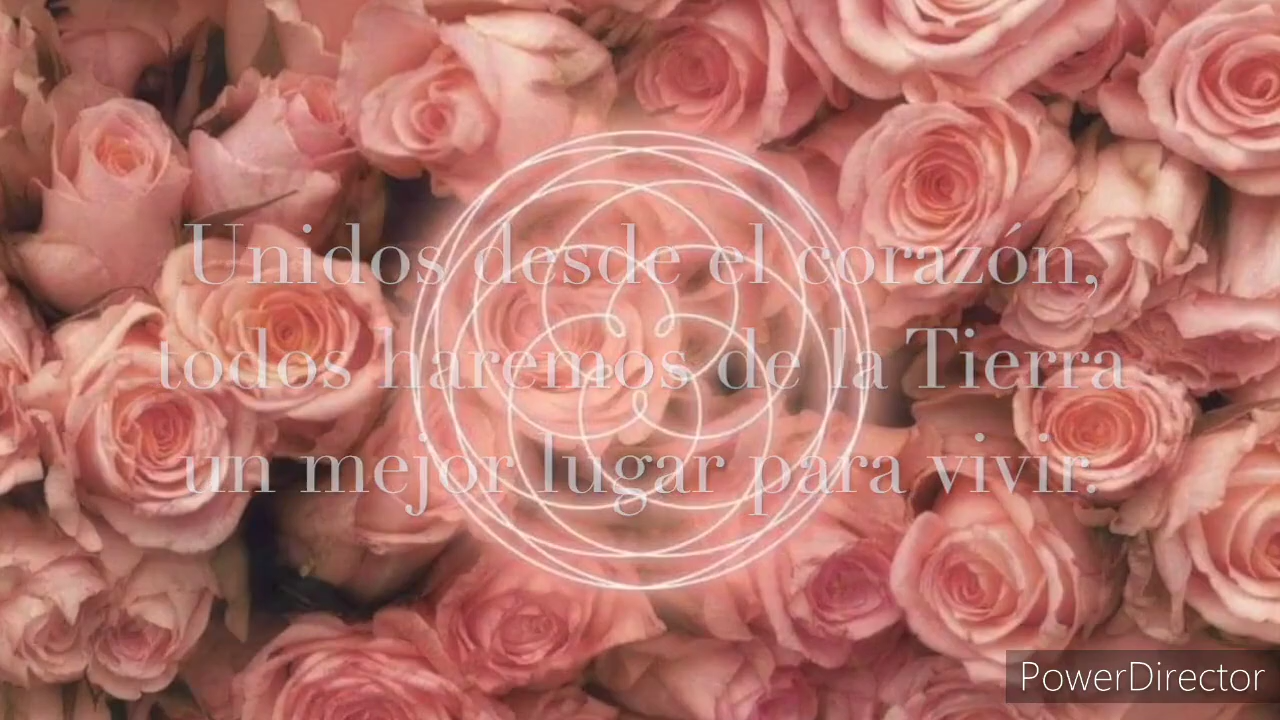 Unidos desde el corazón,
todos haremos de la Tierra
un mejor lugar para vivir.
PowerDirector